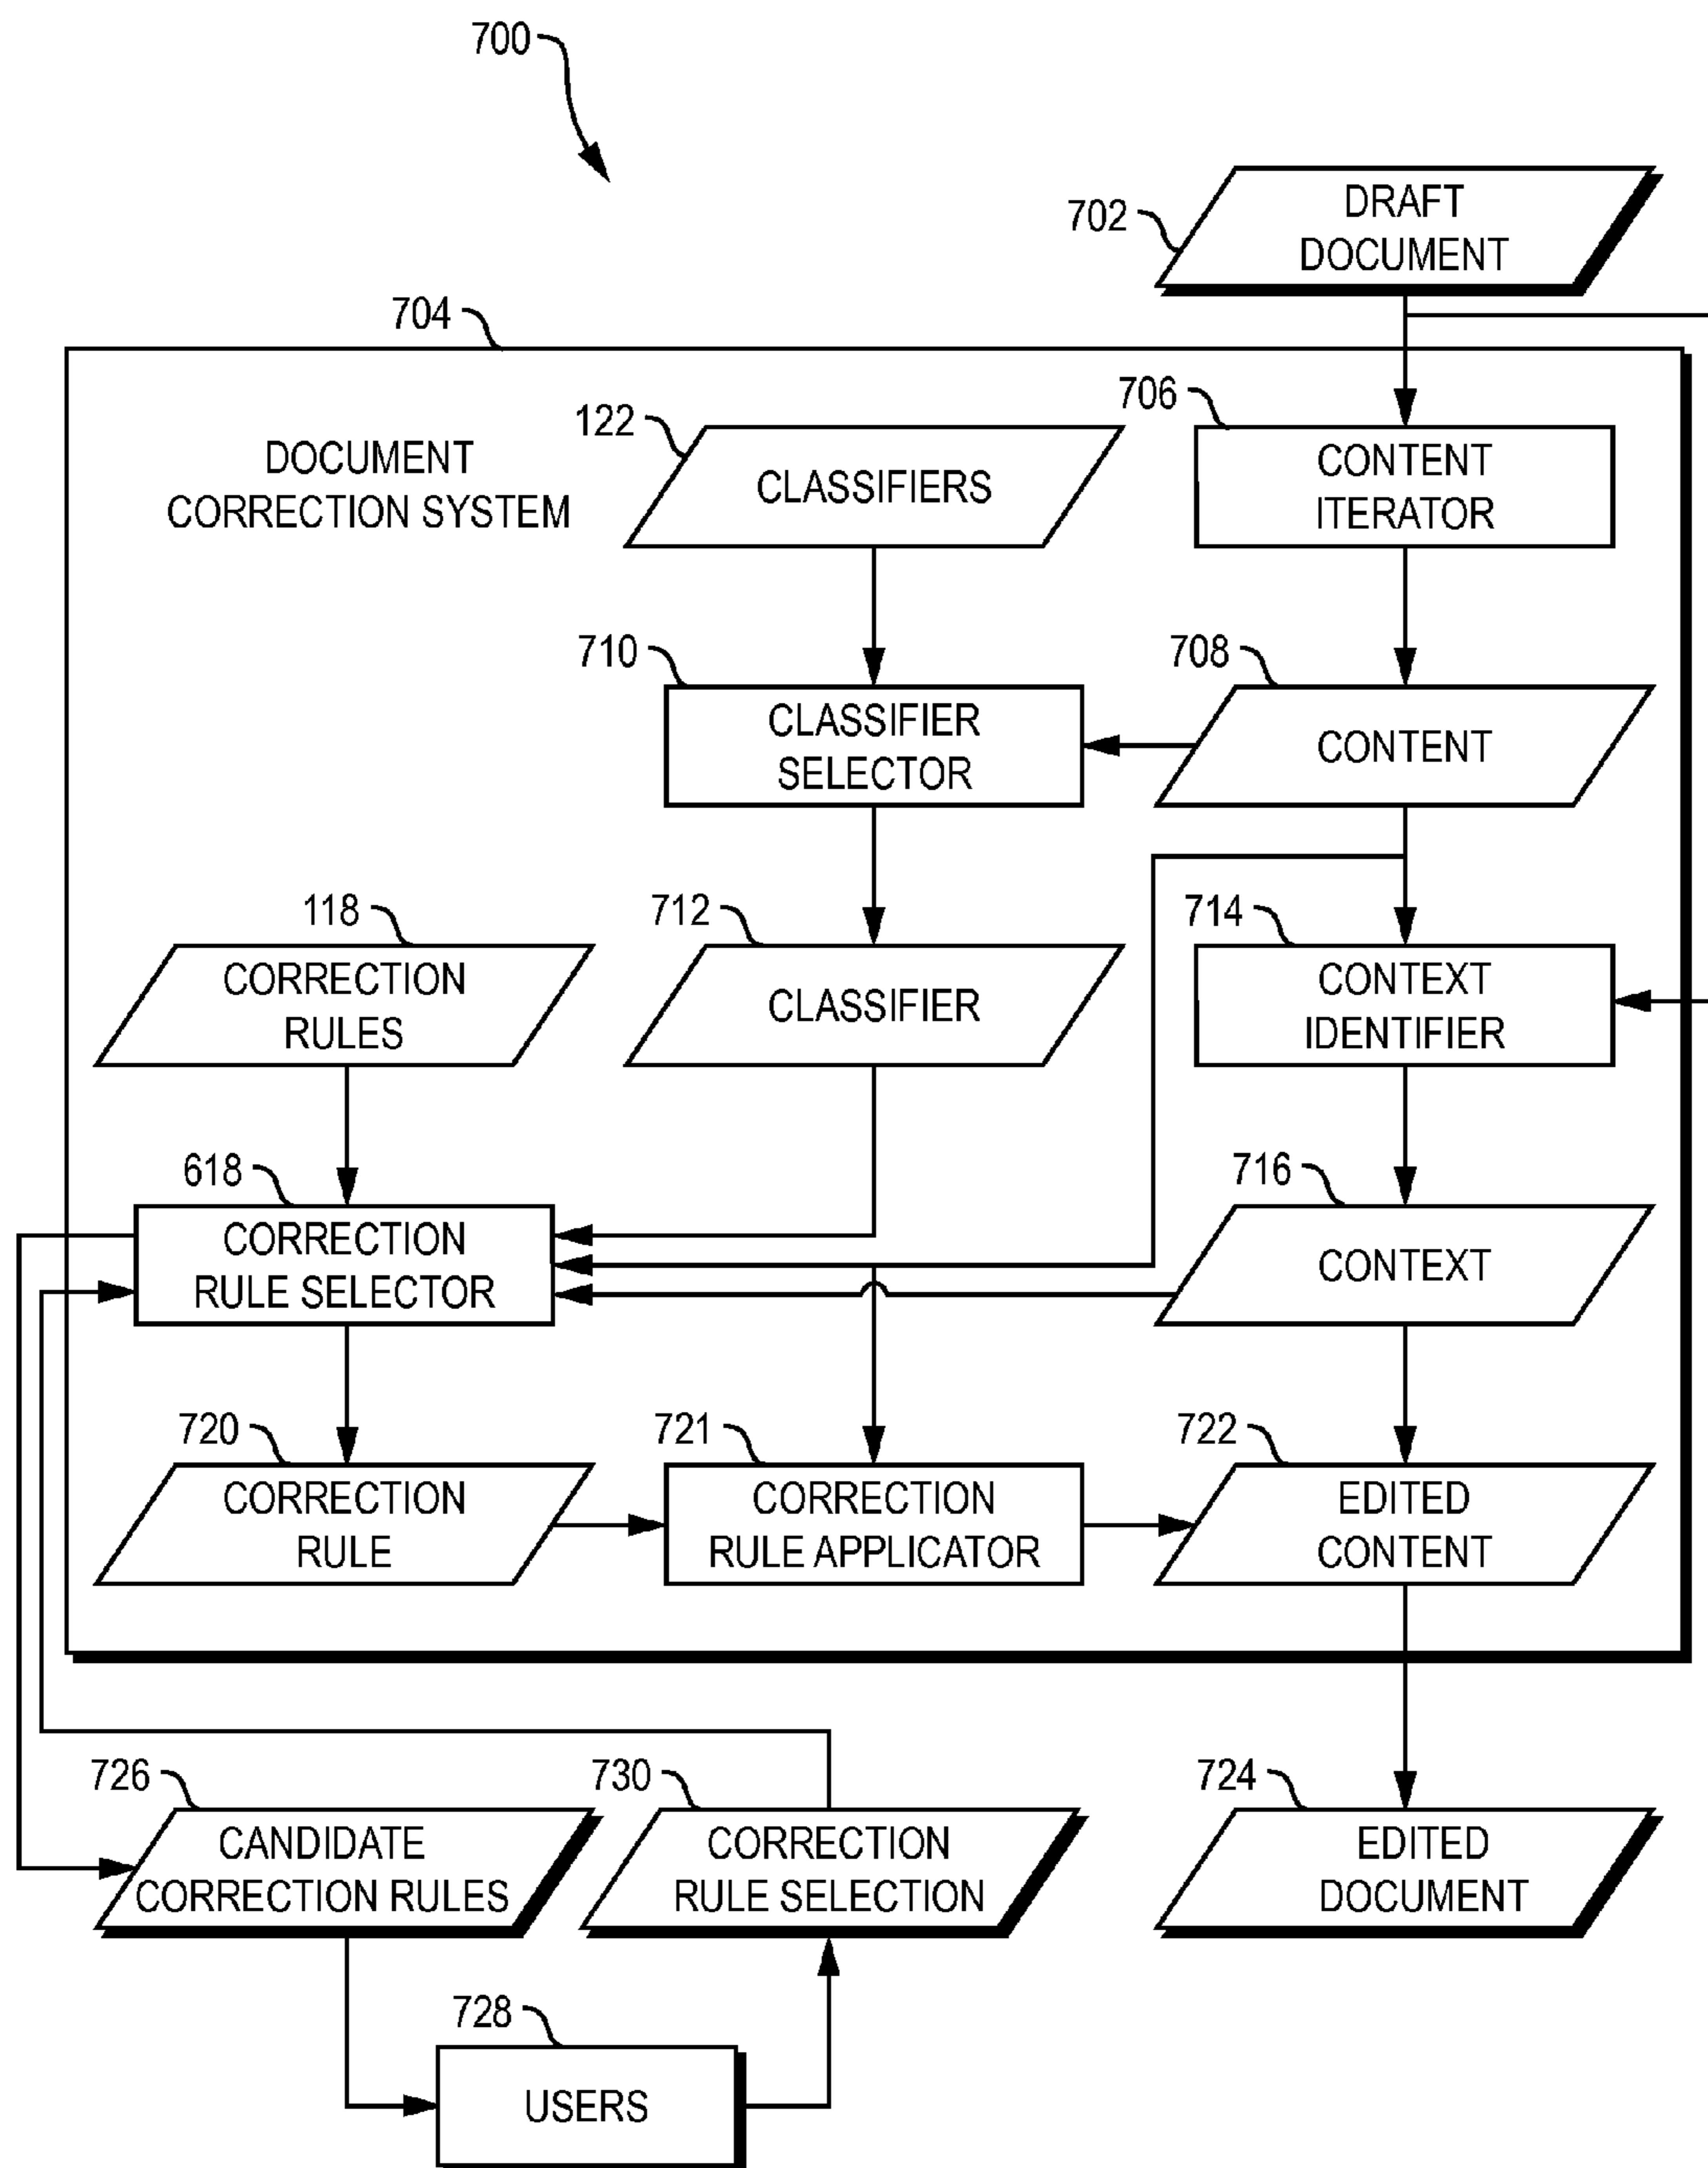 700
702
DRAFT
DOCUMENT
704
DOCUMENT
CORRECTION SYSTEM
122
CLASSIFIERS
706
CONTENT
ITERATOR
710
CLASSIFIER
SELECTOR
708
CONTENT
118
CORRECTION
RULES
712
CLASSIFIER
714
CONTEXT
IDENTIFIER
618
CORRECTION
RULE SELECTOR
716
CONTEXT
720
CORRECTION
RULE
721
CORRECTION
RULE APPLICATOR
722
EDITED
CONTENT
726
CANDIDATE
CORRECTION RULES
730
CORRECTION
RULE SELECTION
724
EDITED
DOCUMENT
728
USERS